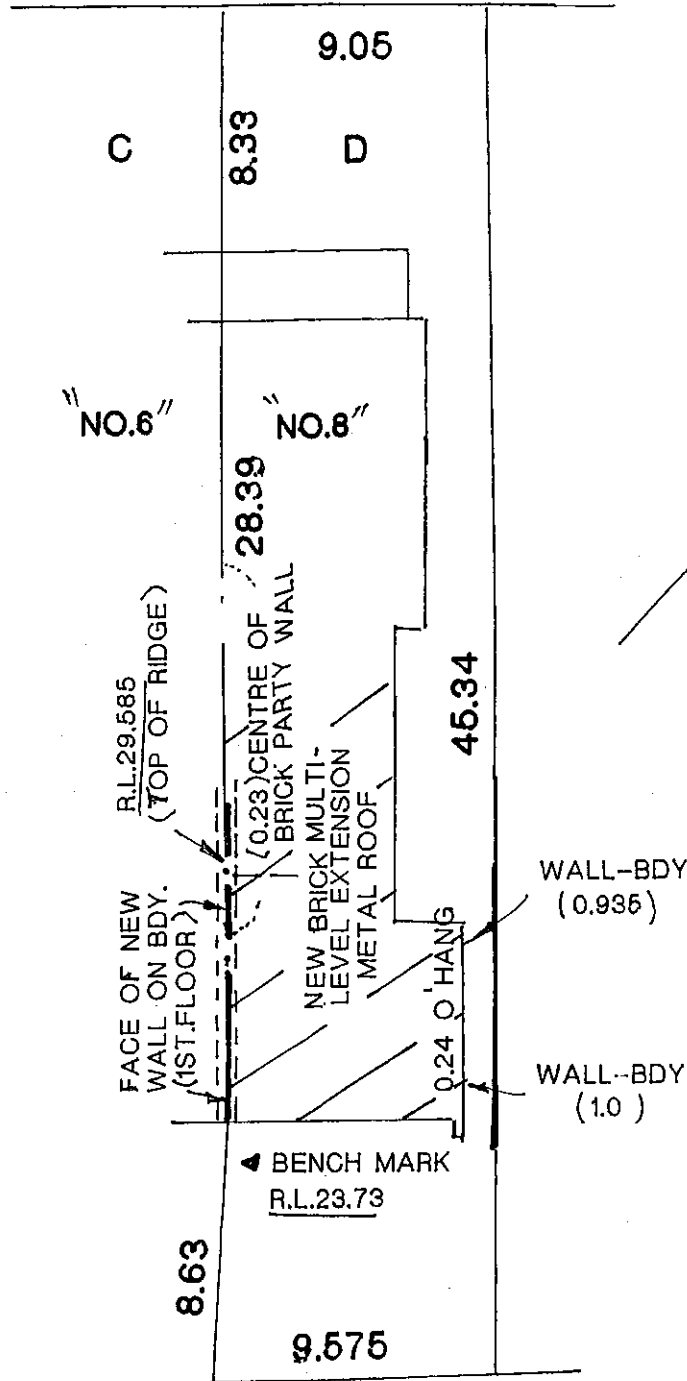 9.05
C
8.33
D
"NO.6"
"NO.8"
28.39
R.L.29.585
(TOP OF RIDGE)
(0.23)CENTRE OF
BRICK PARTY WALL
45.34
NEW BRICK MULTI-
LEVEL EXTENSION
METAL ROOF
FACE OF NEW
WALL ON BDY.
(1ST.FLOOR)
0.24 O'HANG
WALL-BDY
(0.935)
WALL-BDY
(1.0)
BENCH MARK
R.L.23.73
8.63
9.575